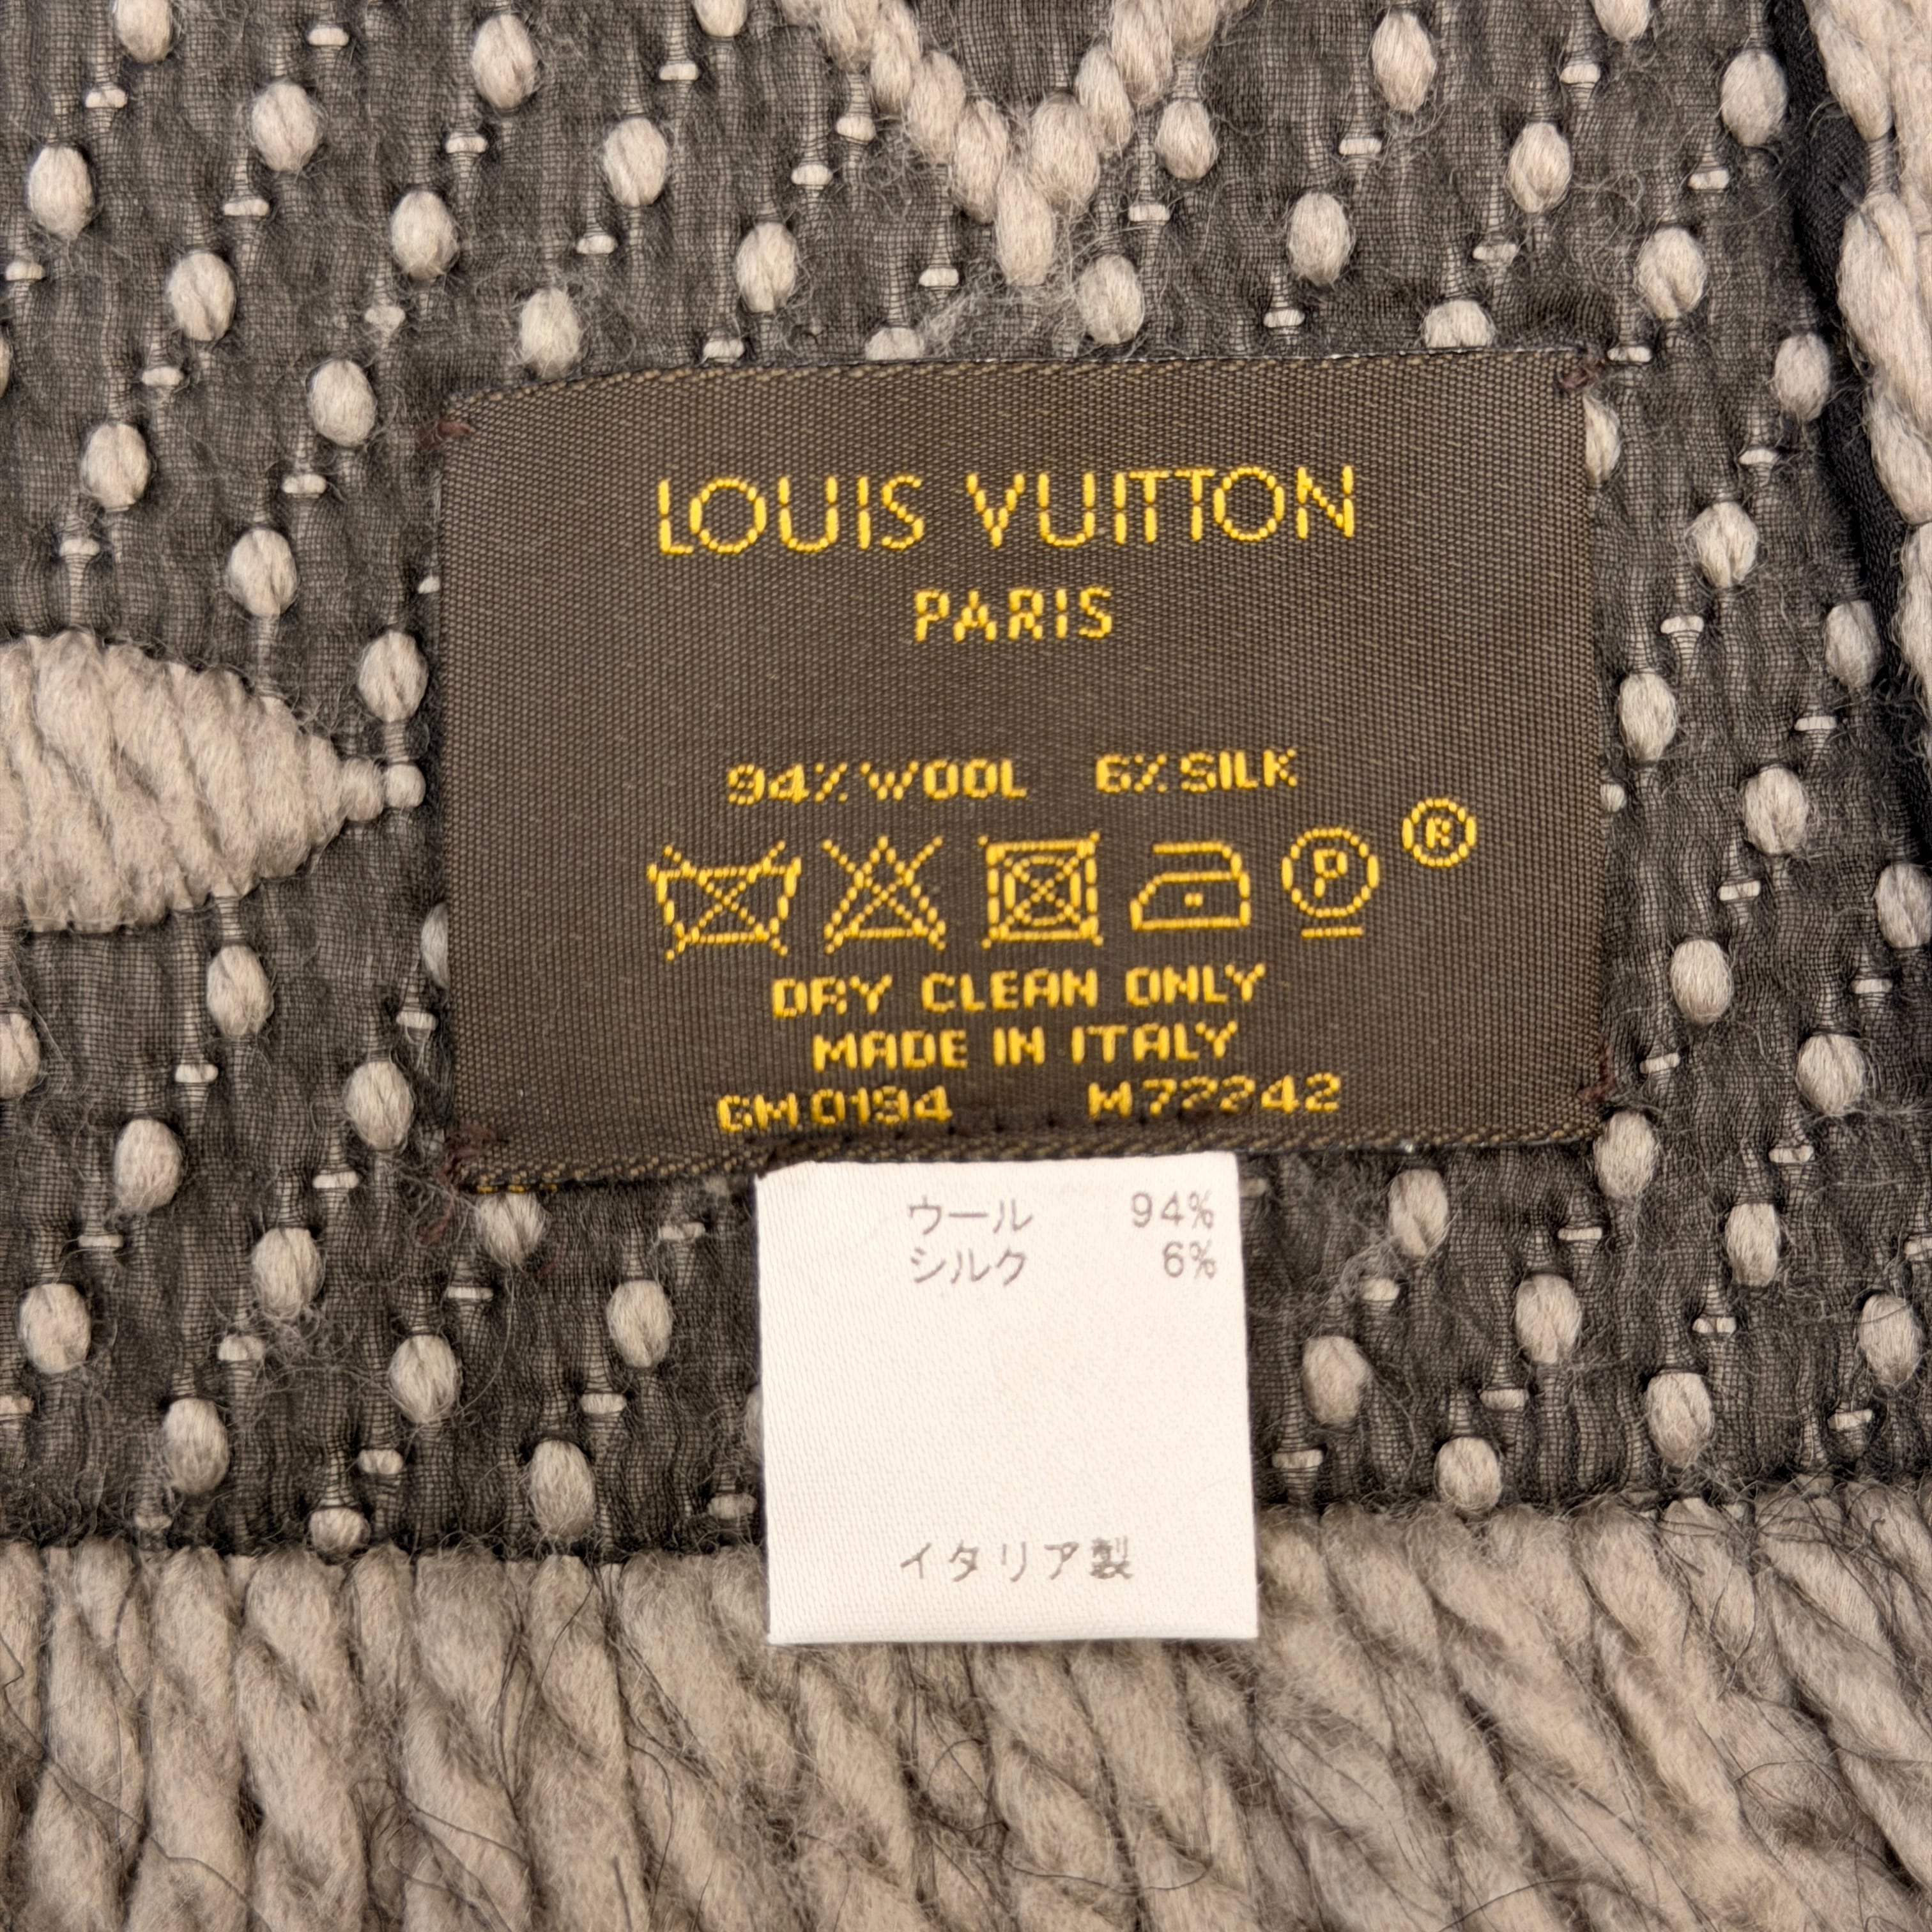 LOUIS VUITTON
PARIS
94% WOOL 6% SILK
P ®
DRY CLEAN ONLY
MADE IN ITALY
GM0194 M72242
ウール 94%
シルク 6%
イタリア製